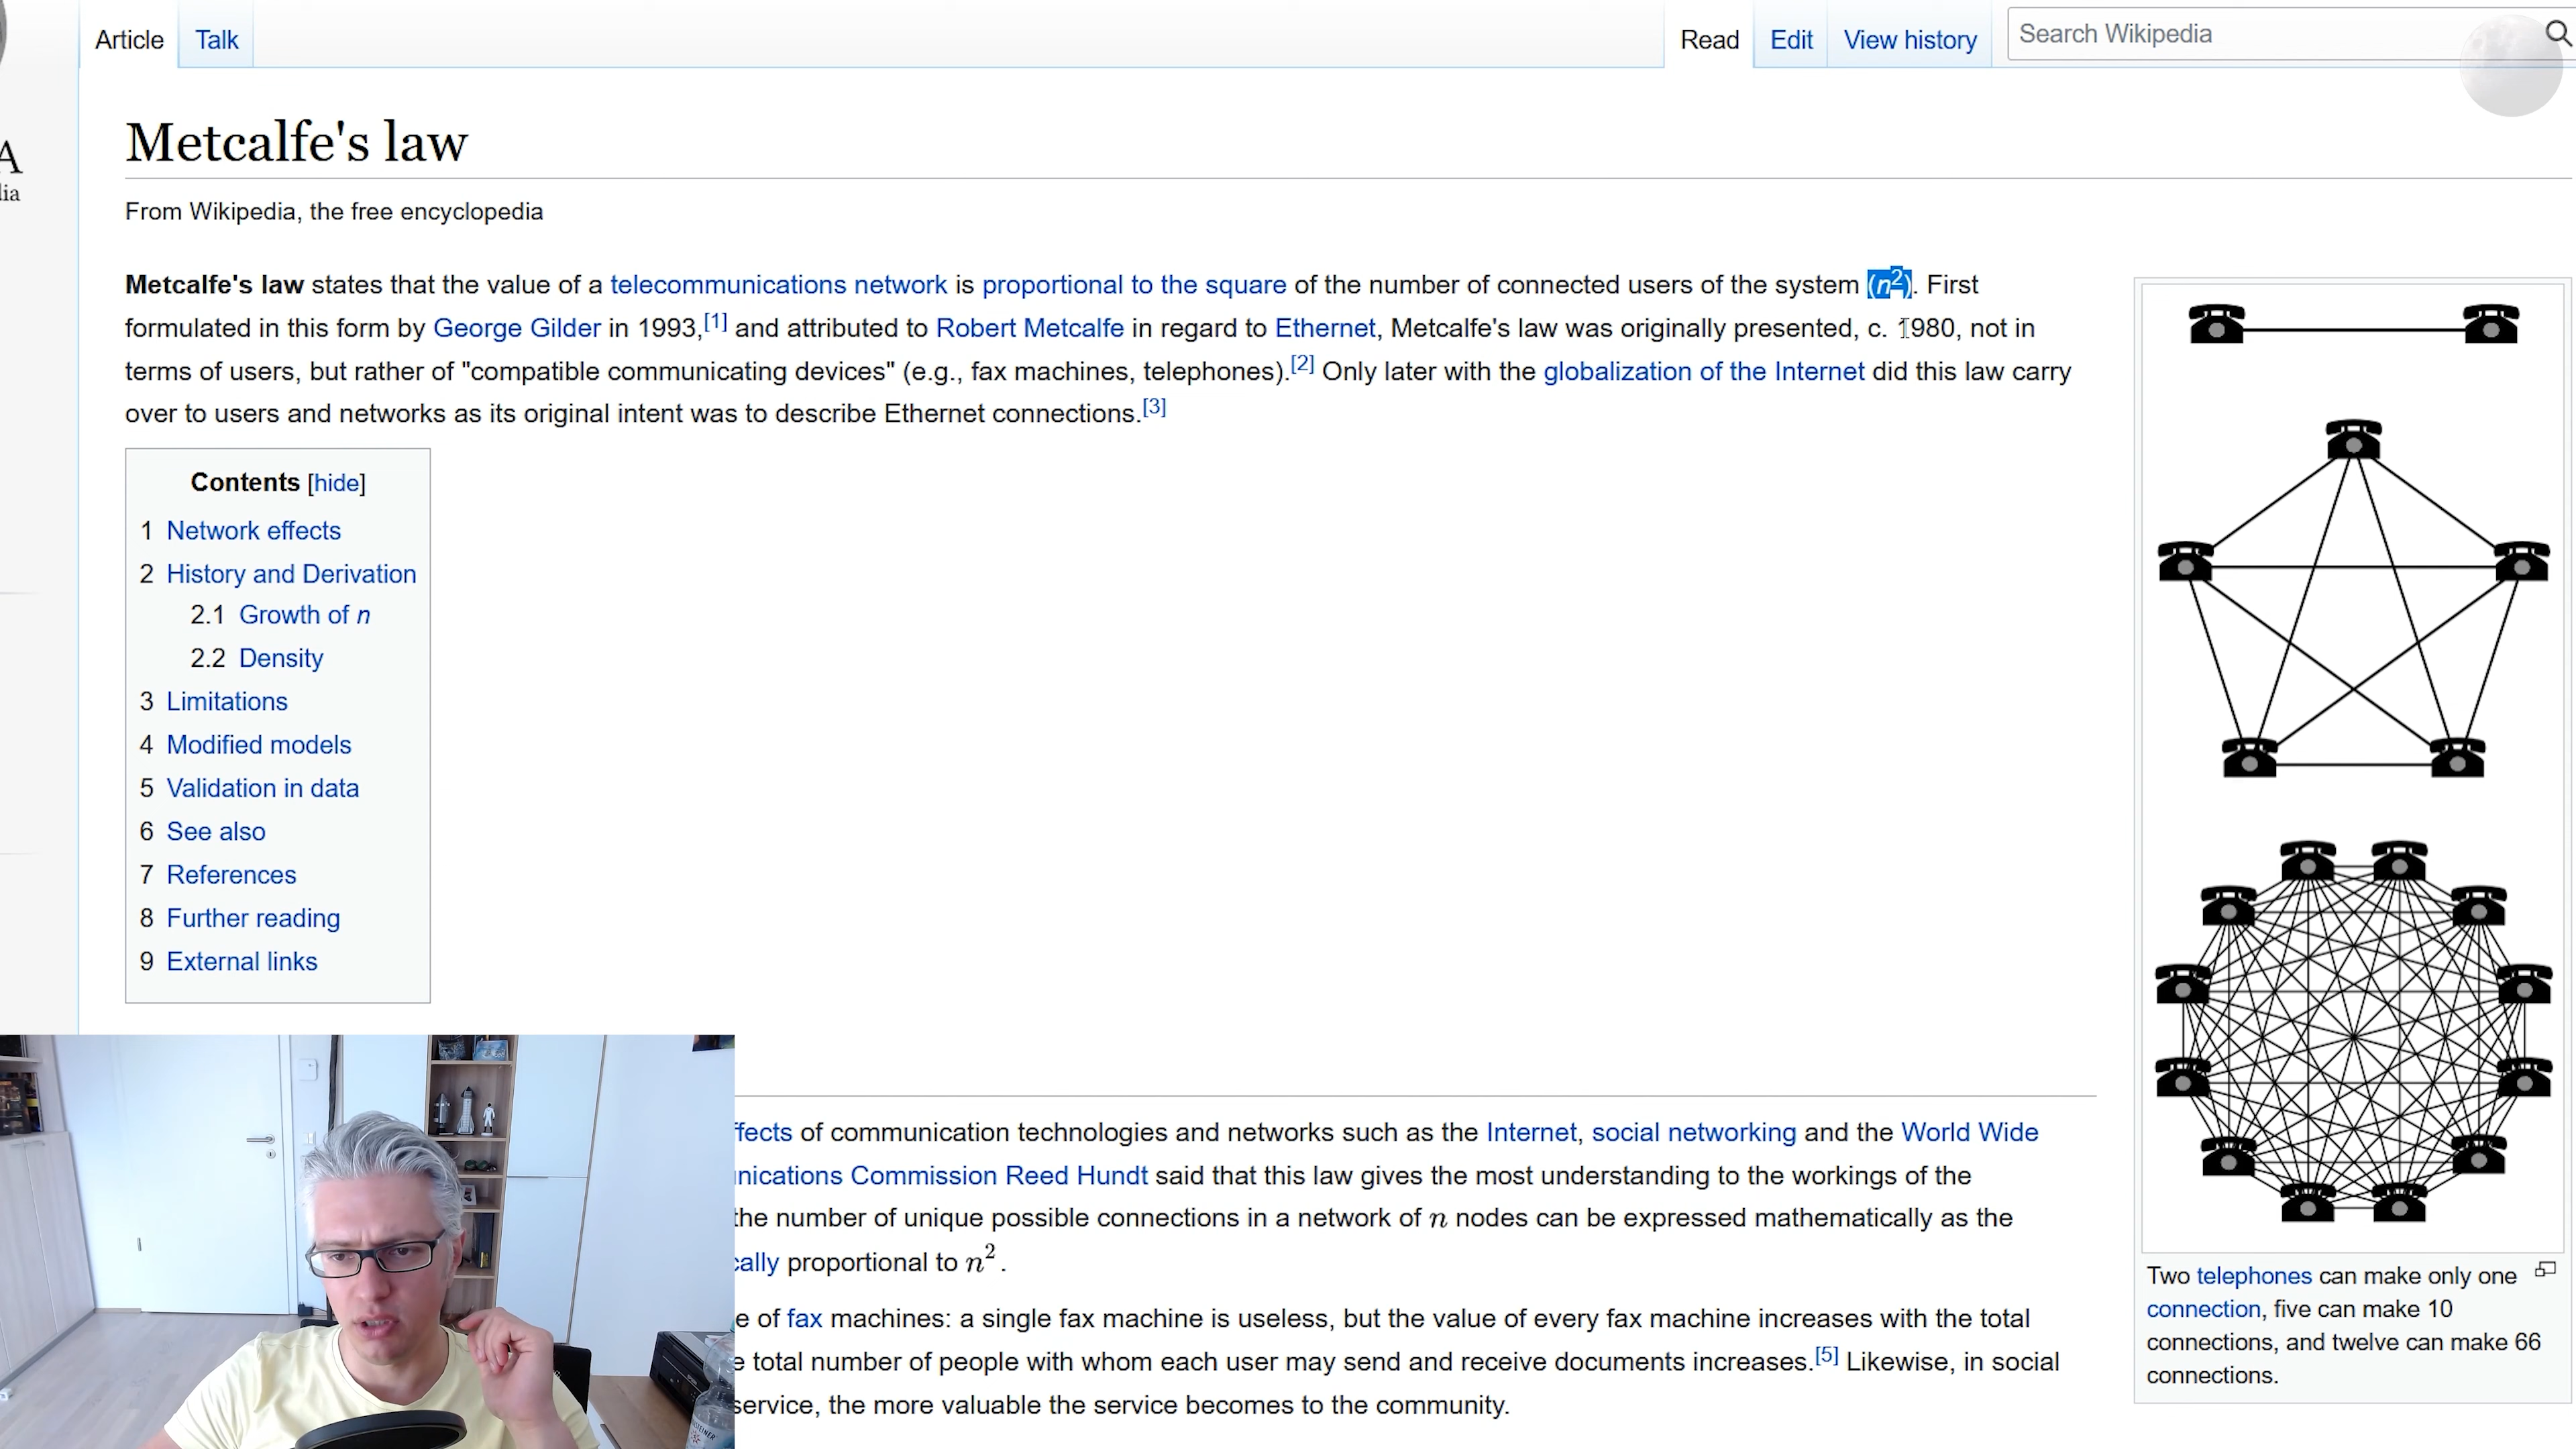 Article Talk Read Edit View history Search Wikipedia
A
dia
Metcalfe's law
From Wikipedia, the free encyclopedia
Metcalfe's law states that the value of a telecommunications network is proportional to the square of the number of connected users of the system (n²). First
formulated in this form by George Gilder in 1993,[1] and attributed to Robert Metcalfe in regard to Ethernet, Metcalfe's law was originally presented, c. 1980, not in
terms of users, but rather of "compatible communicating devices" (e.g., fax machines, telephones).[2] Only later with the globalization of the Internet did this law carry
over to users and networks as its original intent was to describe Ethernet connections.[3]
Contents [hide]
1 Network effects
2 History and Derivation
2.1 Growth of n
2.2 Density
3 Limitations
4 Modified models
5 Validation in data
6 See also
7 References
8 Further reading
9 External links
ffects of communication technologies and networks such as the Internet, social networking and the World Wide
nications Commission Reed Hundt said that this law gives the most understanding to the workings of the
the number of unique possible connections in a network of n nodes can be expressed mathematically as the
cally proportional to n².
e of fax machines: a single fax machine is useless, but the value of every fax machine increases with the total
e total number of people with whom each user may send and receive documents increases.[5] Likewise, in social
service, the more valuable the service becomes to the community.
Two telephones can make only one
connection, five can make 10
connections, and twelve can make 66
connections.